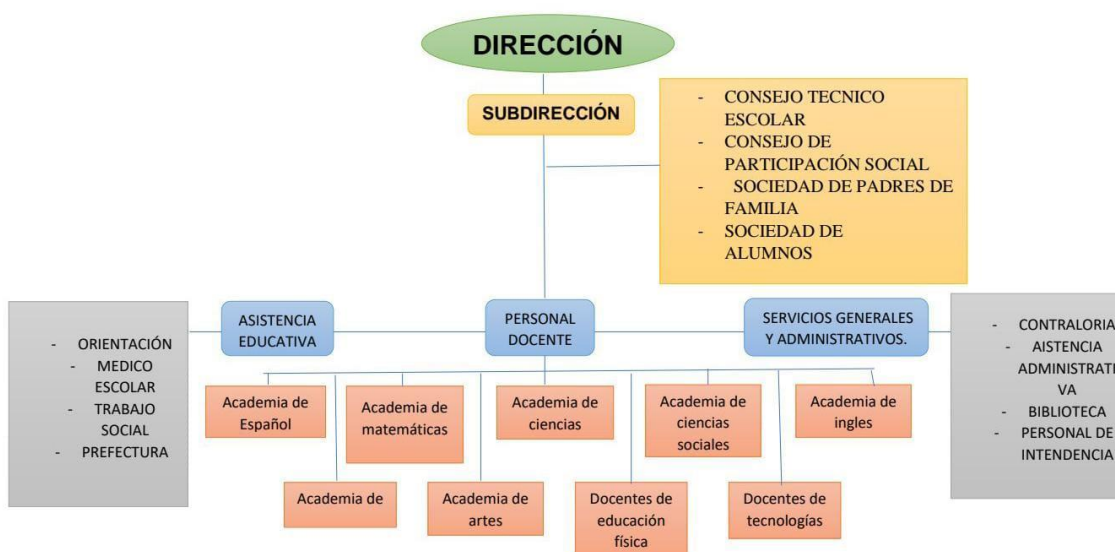 DIRECCIÓN
SUBDIRECCIÓN
- CONSEJO TECNICO
ESCOLAR
- CONSEJO DE
PARTICIPACIÓN SOCIAL
- SOCIEDAD DE PADRES DE
FAMILIA
- SOCIEDAD DE
ALUMNOS
- ORIENTACIÓN
- MEDICO
ESCOLAR
- TRABAJO
SOCIAL
- PREFECTURA
ASISTENCIA
EDUCATIVA
PERSONAL
DOCENTE
SERVICIOS GENERALES
Y ADMINISTRATIVOS.
- CONTRALORIA
- AISTENCIA
ADMINISTRATI
VA
- BIBLIOTECA
- PERSONAL DE
INTENDENCIA
Academia de
Español
Academia de
matemáticas
Academia de
ciencias
Academia de
ciencias
sociales
Academia de
ingles
Academia de
Academia de
artes
Docentes de
educación
física
Docentes de
tecnologías